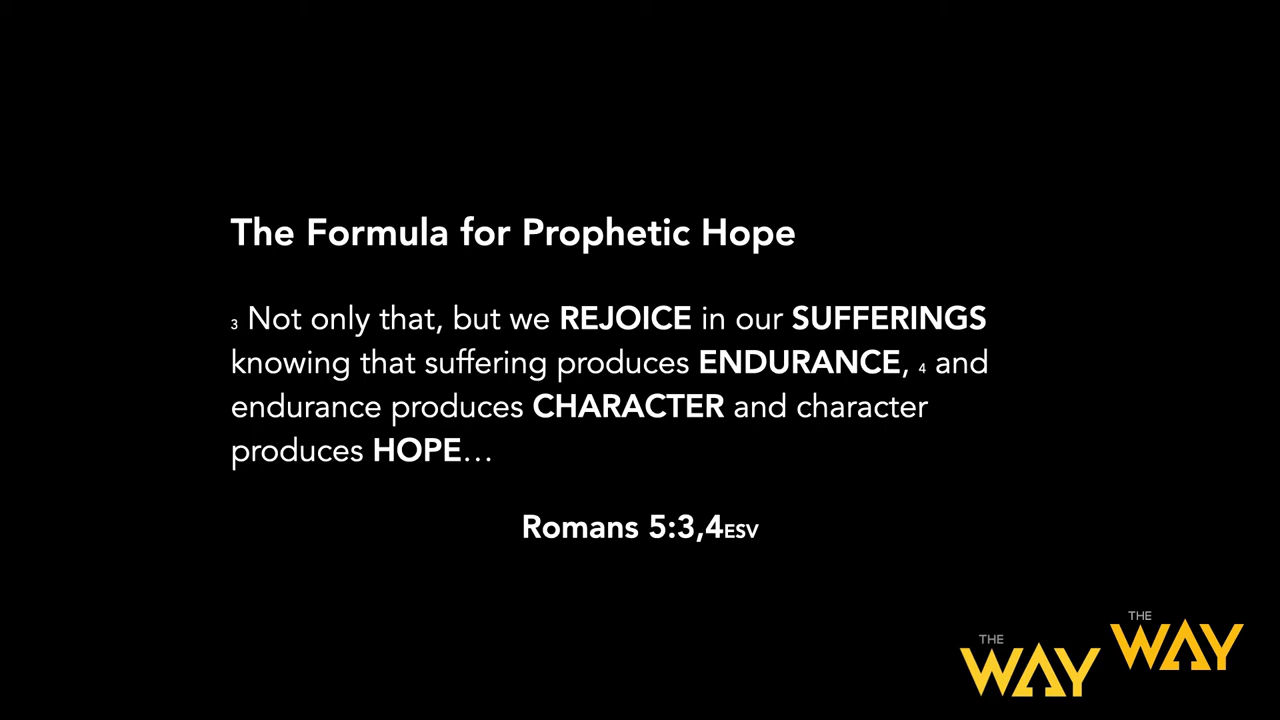 The Formula for Prophetic Hope
3 Not only that, but we REJOICE in our SUFFERINGS
knowing that suffering produces ENDURANCE, 4 and
endurance produces CHARACTER and character
produces HOPE…
Romans 5:3,4ESV
THE
WAY
THE
WAY